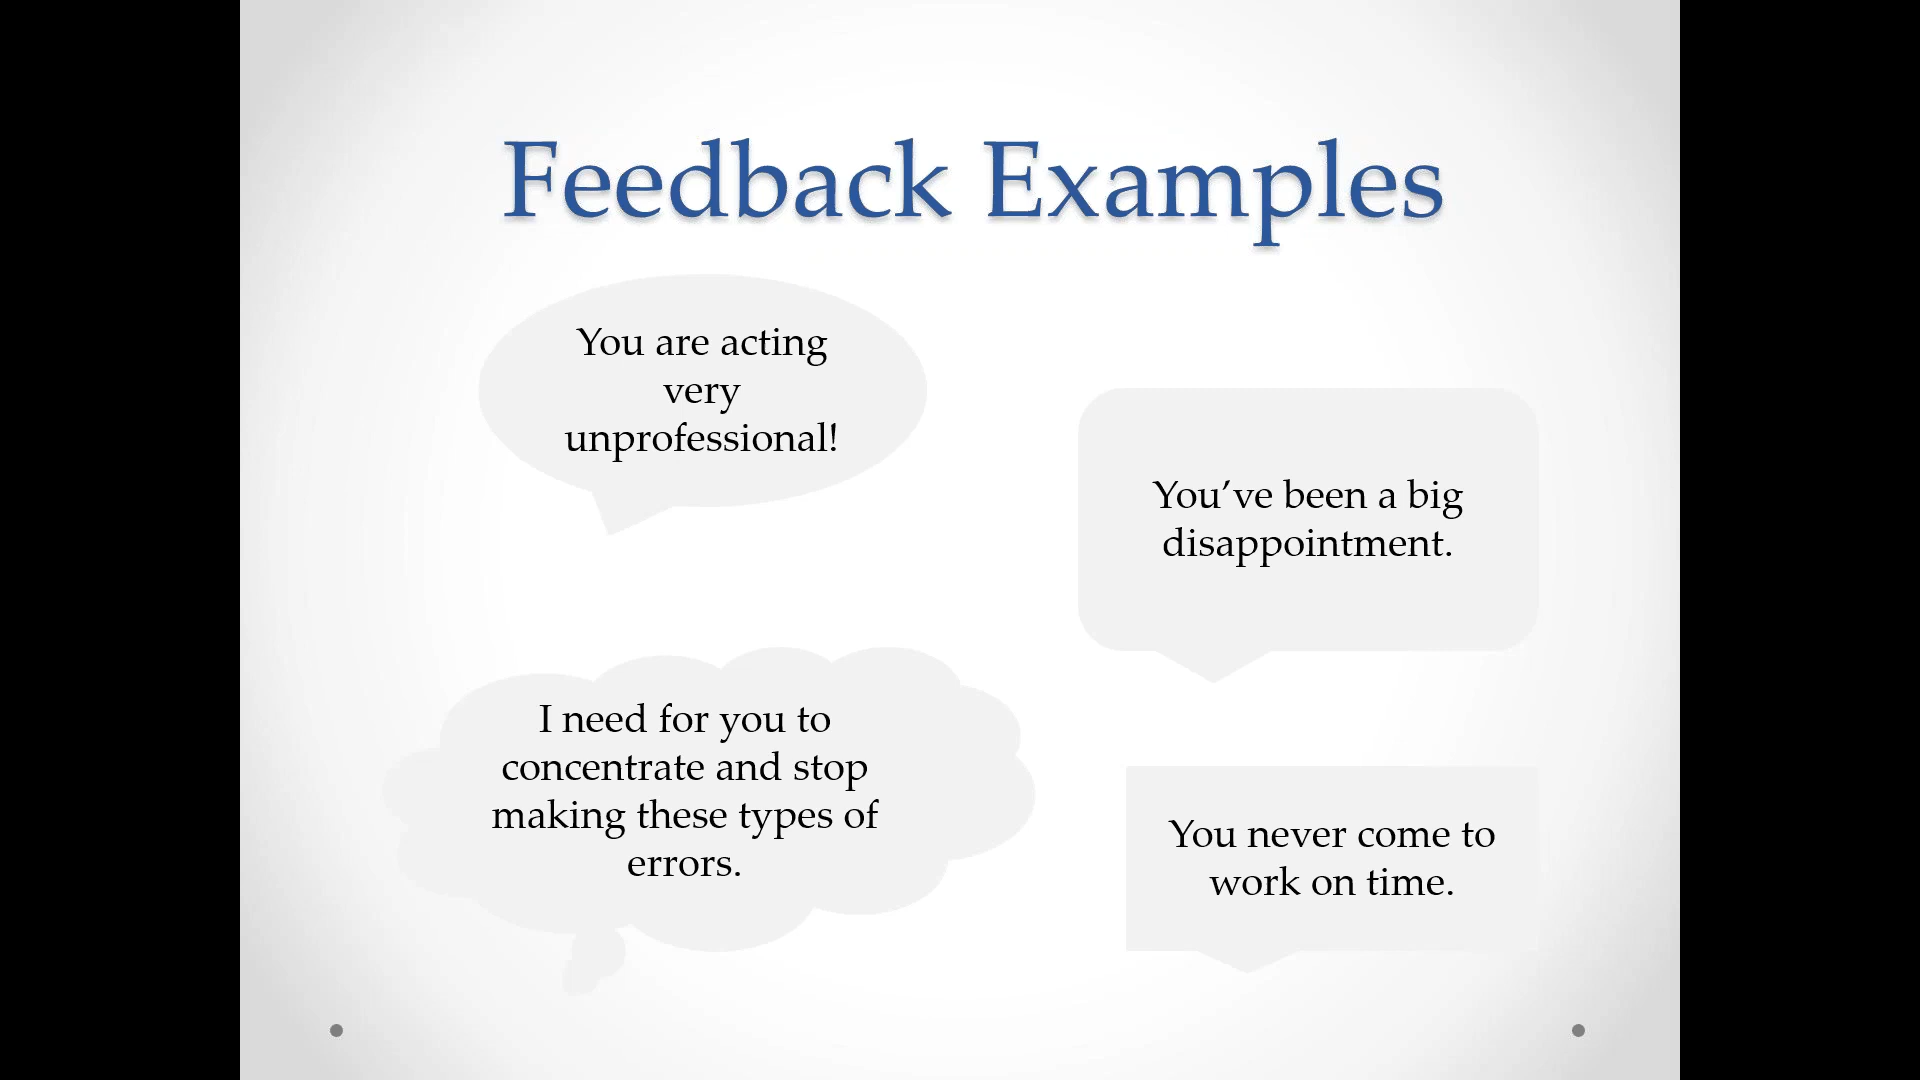 Feedback Examples
You are acting
very
unprofessional!
You’ve been a big
disappointment.
I need for you to
concentrate and stop
making these types of
errors.
You never come to
work on time.